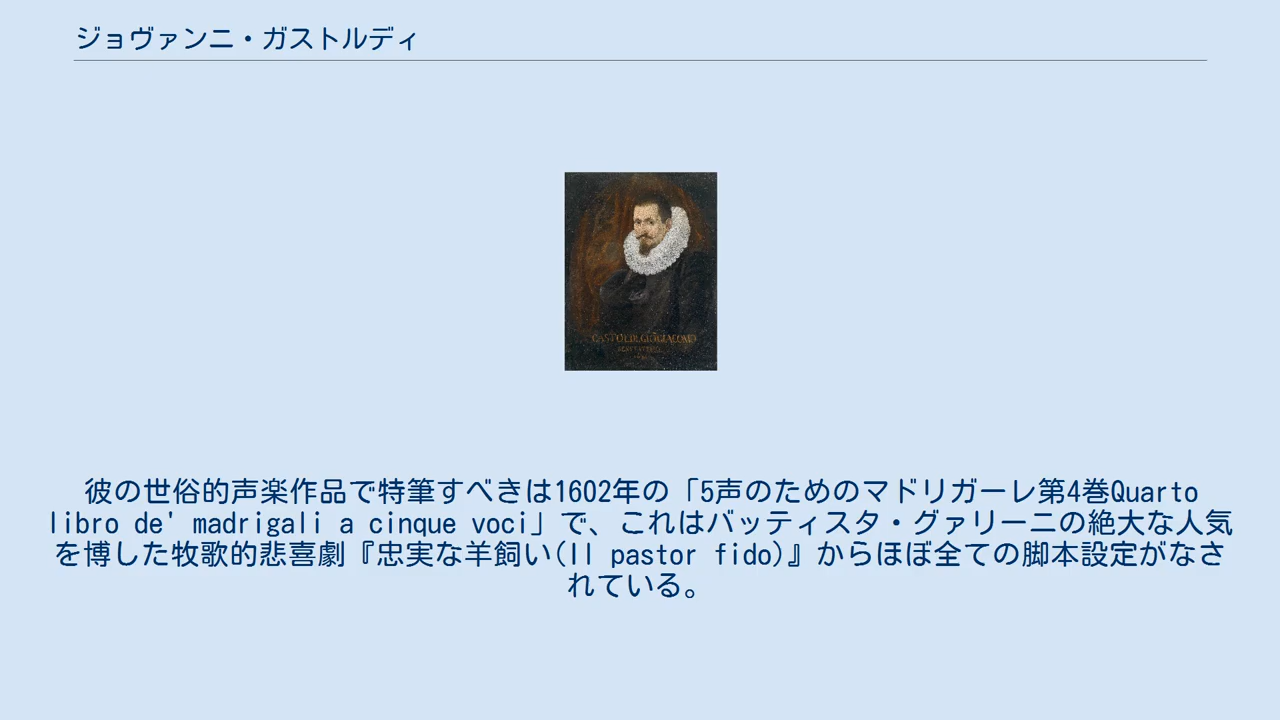 ジョヴァンニ・ガストルディ
GASTOLDI, GIOGIACOMO
彼の世俗的声楽作品で特筆すべきは1602年の「5声のためのマドリガーレ第4巻Quarto
libro de' madrigali a cinque voci」で、これはバッティスタ・グァリーニの絶大な人気
を博した牧歌的悲喜劇『忠実な羊飼い(Il pastor fido)』からほぼ全ての脚本設定がなさ
れている。